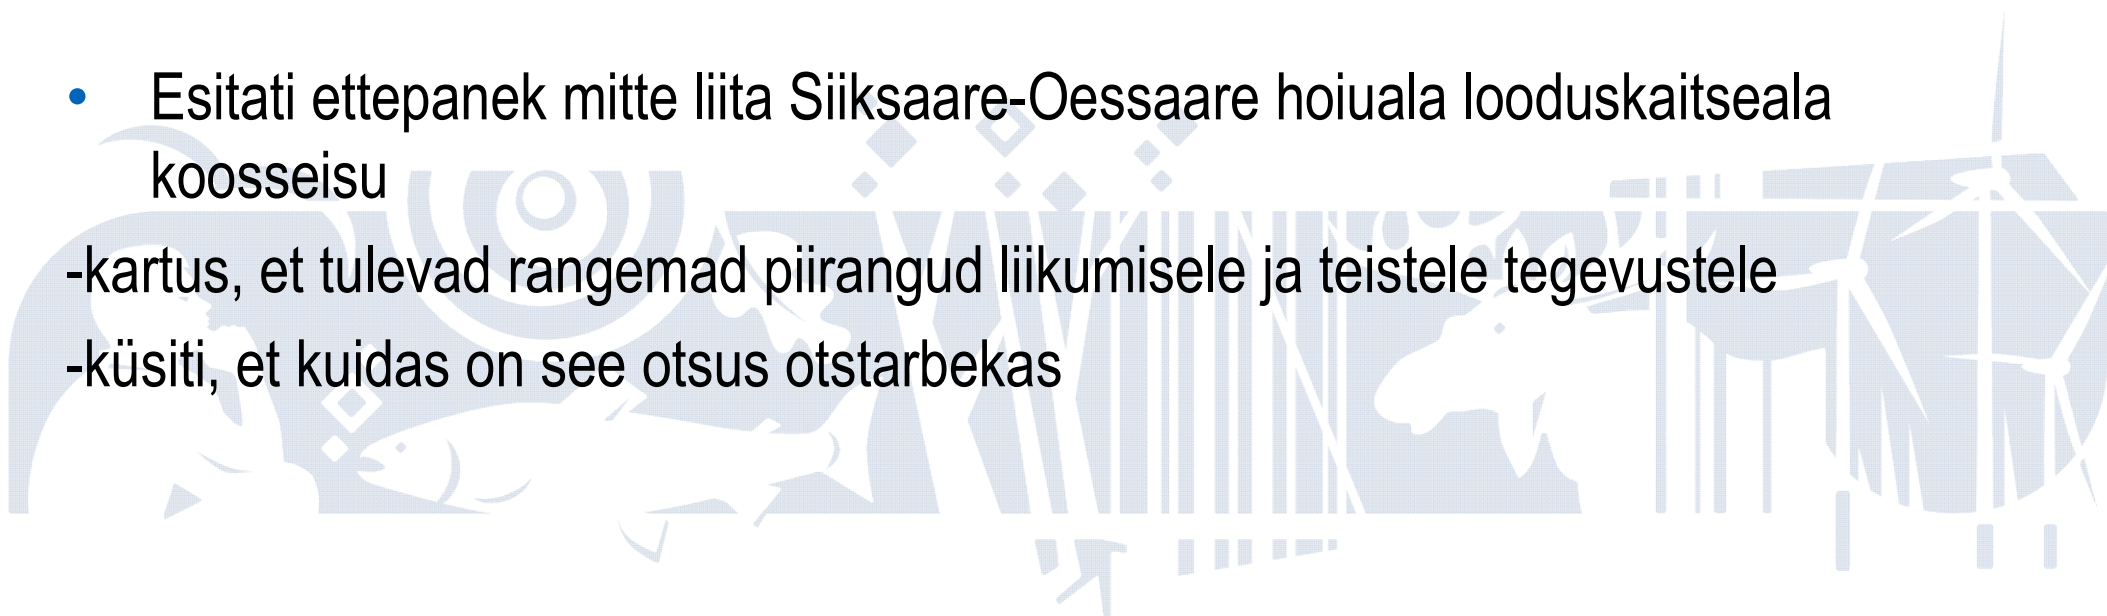 • Esitati ettepanek mitte liita Siiksaare-Oessaare hoiuala looduskaitseala
koosseisu
-kartus, et tulevad rangemad piirangud liikumisele ja teistele tegevustele
-küsiti, et kuidas on see otsus otstarbekas